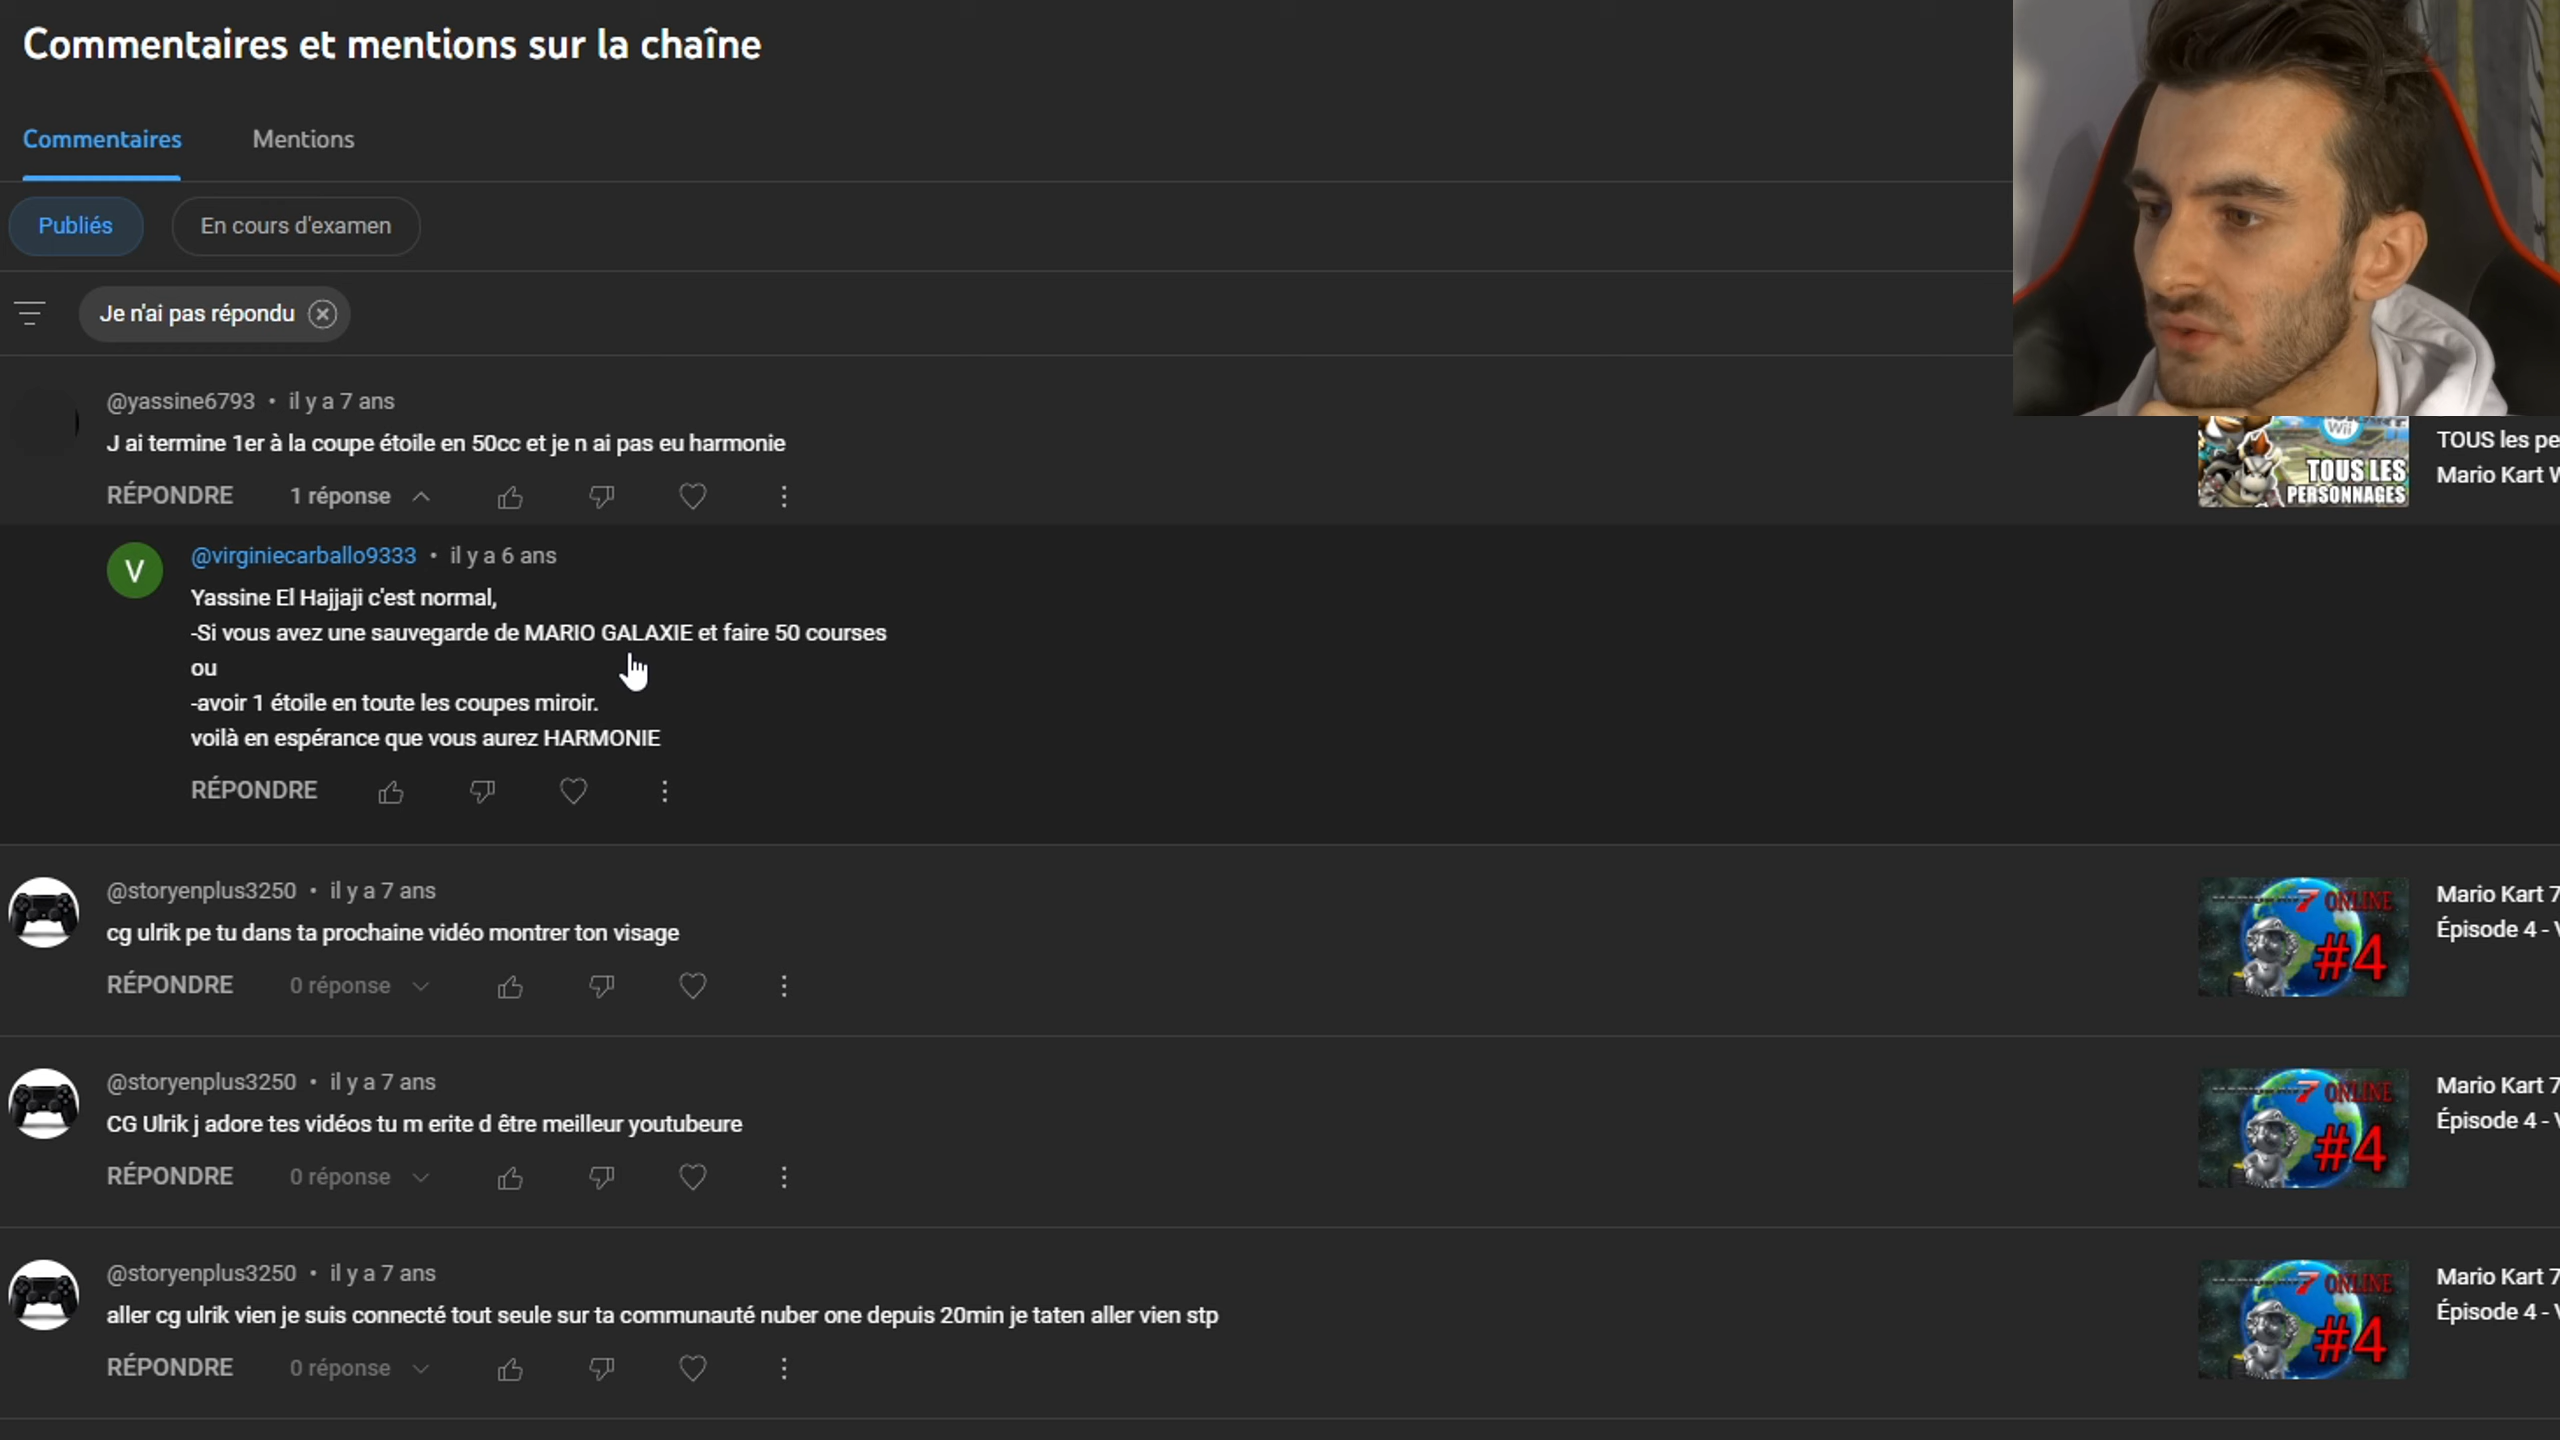 Commentaires et mentions sur la chaîne
Commentaires
Mentions
Publiés
En cours d'examen
Je n'ai pas répondu
@yassine6793 • il y a 7 ans
J ai termine 1er à la coupe étoile en 50cc et je n ai pas eu harmonie
RÉPONDRE
1 réponse
Wii
TOUS LES
PERSONNAGES
TOUS les pe
Mario Kart W
V
@virginiecarballo9333 • il y a 6 ans
Yassine El Hajjaji c'est normal,
-Si vous avez une sauvegarde de MARIO GALAXIE et faire 50 courses
ou
-avoir 1 étoile en toute les coupes miroir.
voilà en espérance que vous aurez HARMONIE
RÉPONDRE
@storyenplus3250 • il y a 7 ans
cg ulrik pe tu dans ta prochaine vidéo montrer ton visage
RÉPONDRE
0 réponse
7 ONLINE
#4
Mario Kart 7
Épisode 4 - V
@storyenplus3250 • il y a 7 ans
CG Ulrik j adore tes vidéos tu m erite d être meilleur youtubeure
RÉPONDRE
0 réponse
7 ONLINE
#4
Mario Kart 7
Épisode 4 - V
@storyenplus3250 • il y a 7 ans
aller cg ulrik vien je suis connecté tout seule sur ta communauté nuber one depuis 20min je taten aller vien stp
RÉPONDRE
0 réponse
7 ONLINE
#4
Mario Kart 7
Épisode 4 - V